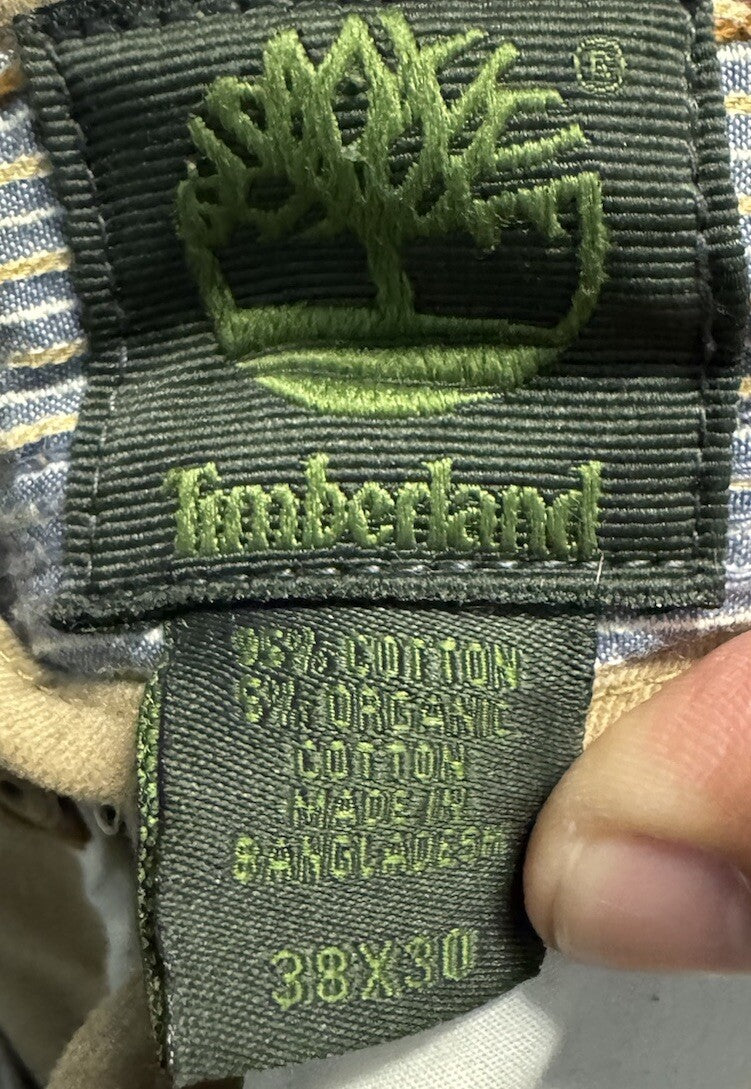 ®
Timberland
95% COTTON
5% ORGANIC
COTTON
MADE IN
BANGLADESH
38X30